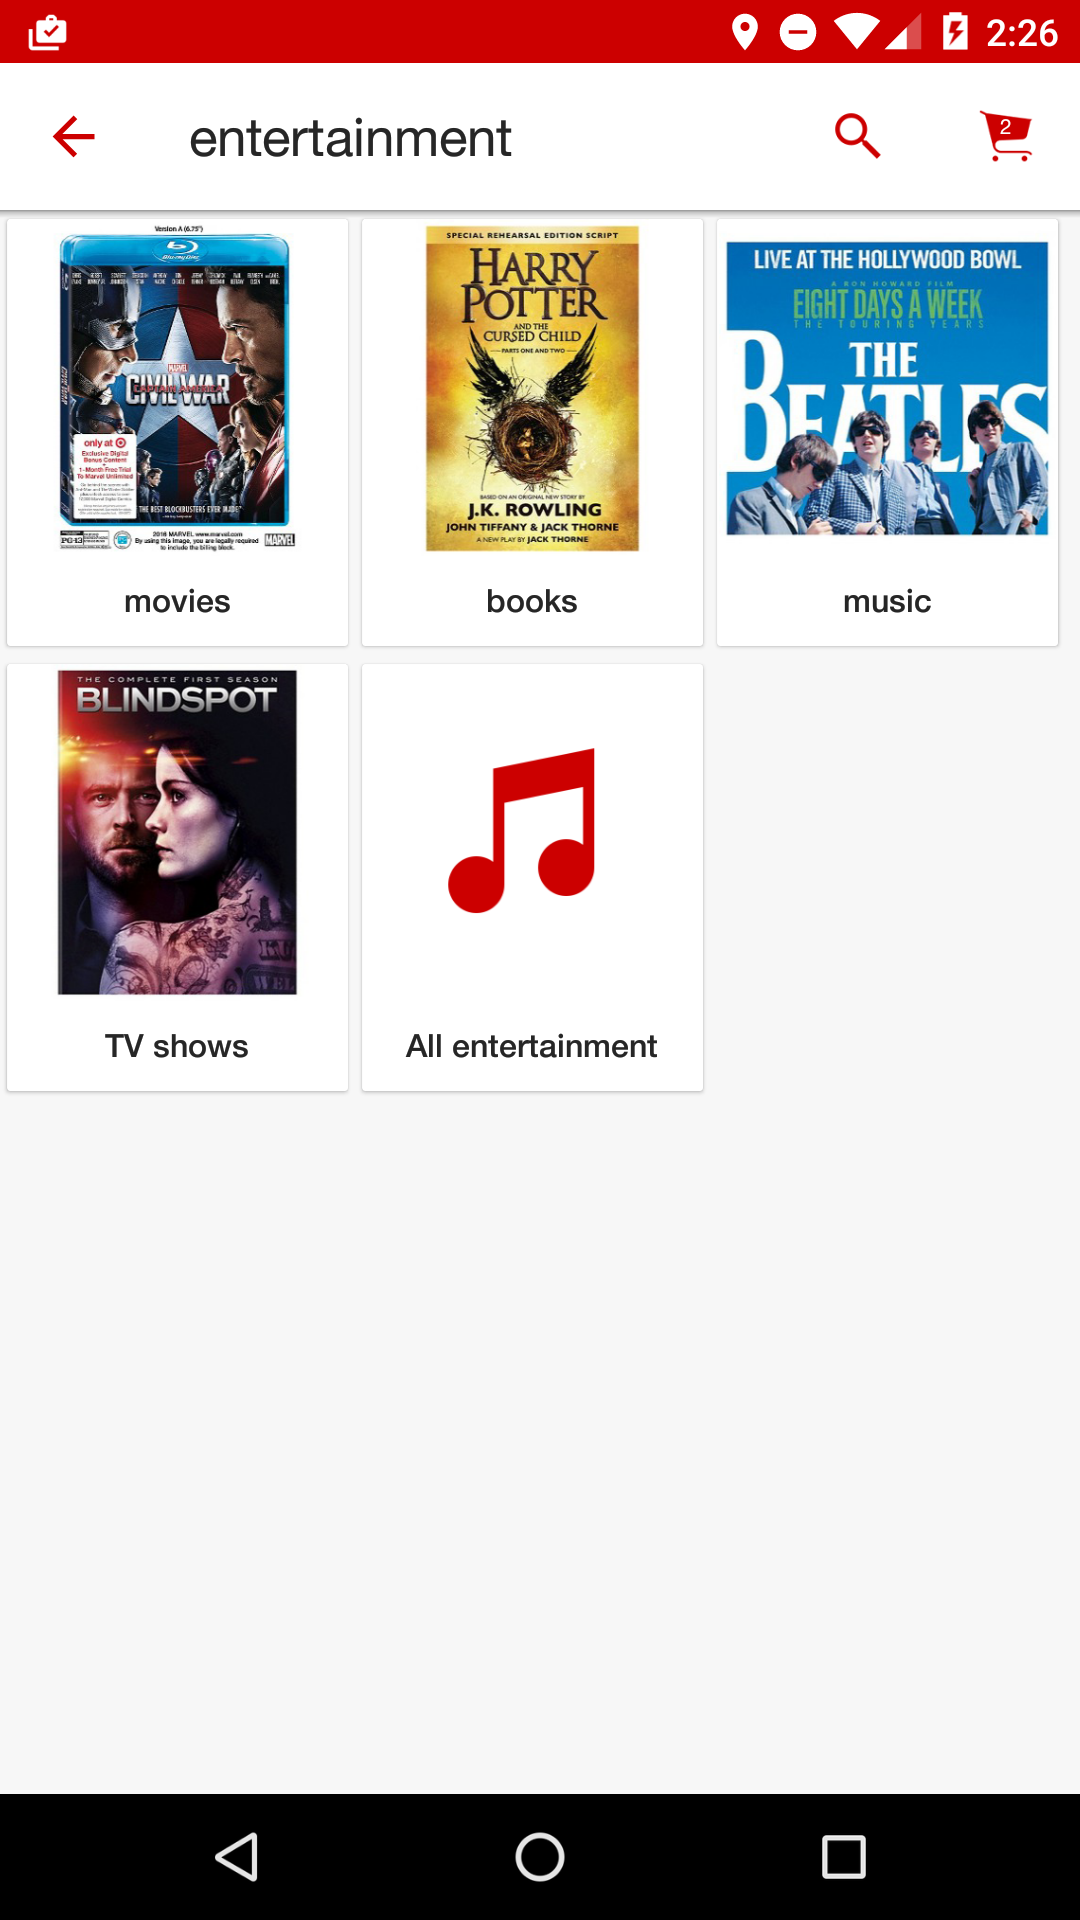 2:26
entertainment
2
Version A (6.75")
Blu-ray Disc
MARVEL
CAPTAIN AMERICA
CIVIL WAR
only at
Exclusive Digital
Bonus Content
+
1-Month Free Trial
To Marvel Unlimited
THE BEST BLOCKBUSTERS EVER MADE"
PG-13
2016 MARVEL www.marvel.com
By using this image, you are legally required
to include the billing block.
MARVEL
movies
SPECIAL REHEARSAL EDITION SCRIPT
HARRY
POTTER
AND THE
CURSED CHILD
PARTS ONE AND TWO
BASED ON AN ORIGINAL NEW STORY BY
J.K. ROWLING
JOHN TIFFANY & JACK THORNE
A NEW PLAY BY JACK THORNE
books
LIVE AT THE HOLLYWOOD BOWL
A RON HOWARD FILM
EIGHT DAYS A WEEK
THE TOURING YEARS
THE
BEATLES
music
THE COMPLETE FIRST SEASON
BLINDSPOT
TV shows
All entertainment